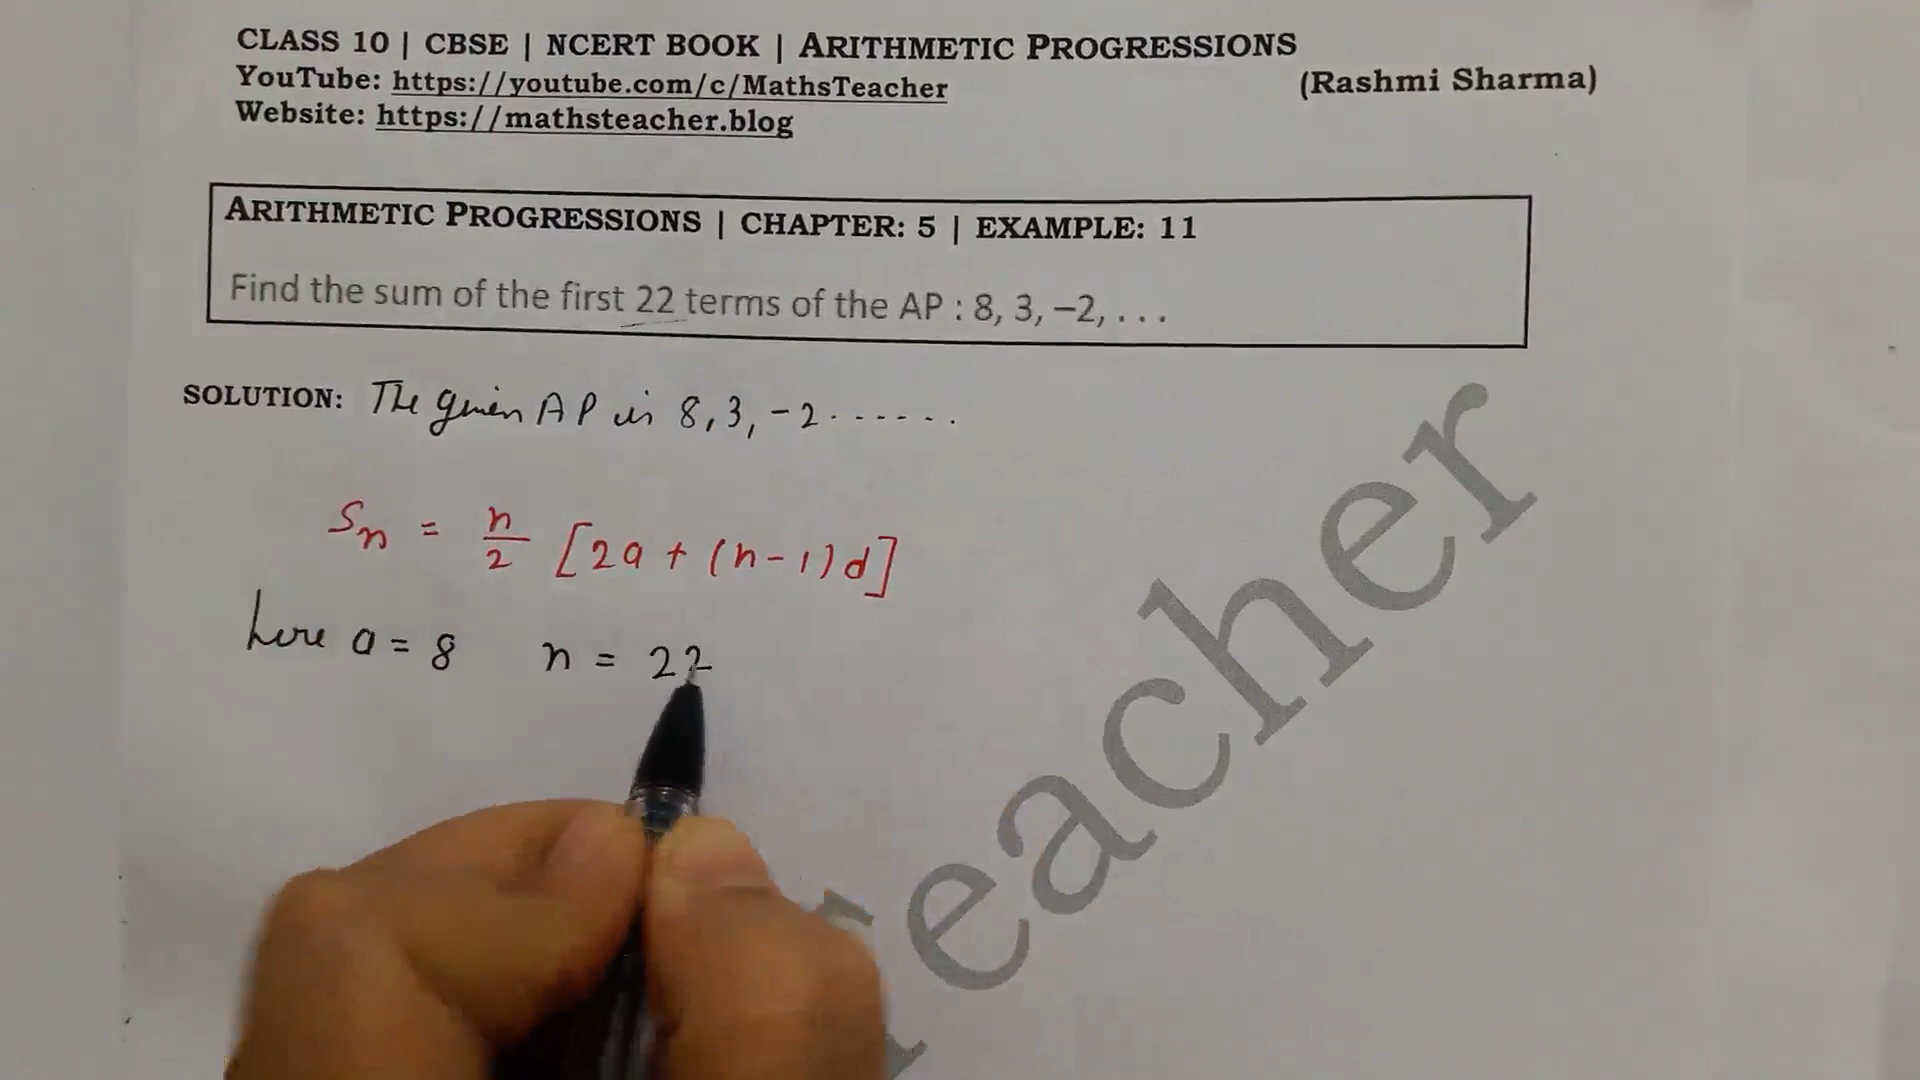 CLASS 10 | CBSE | NCERT BOOK | ARITHMETIC PROGRESSIONS
YouTube: https://youtube.com/c/MathsTeacher (Rashmi Sharma)
Website: https://mathsteacher.blog
ARITHMETIC PROGRESSIONS | CHAPTER: 5 | EXAMPLE: 11
Find the sum of the first 22 terms of the AP : 8, 3, –2, . . .
SOLUTION: The given AP is 8, 3, -2 - - - - - .
Sn = n/2 [2a + (n-1)d]
here a = 8 n = 22
eacher